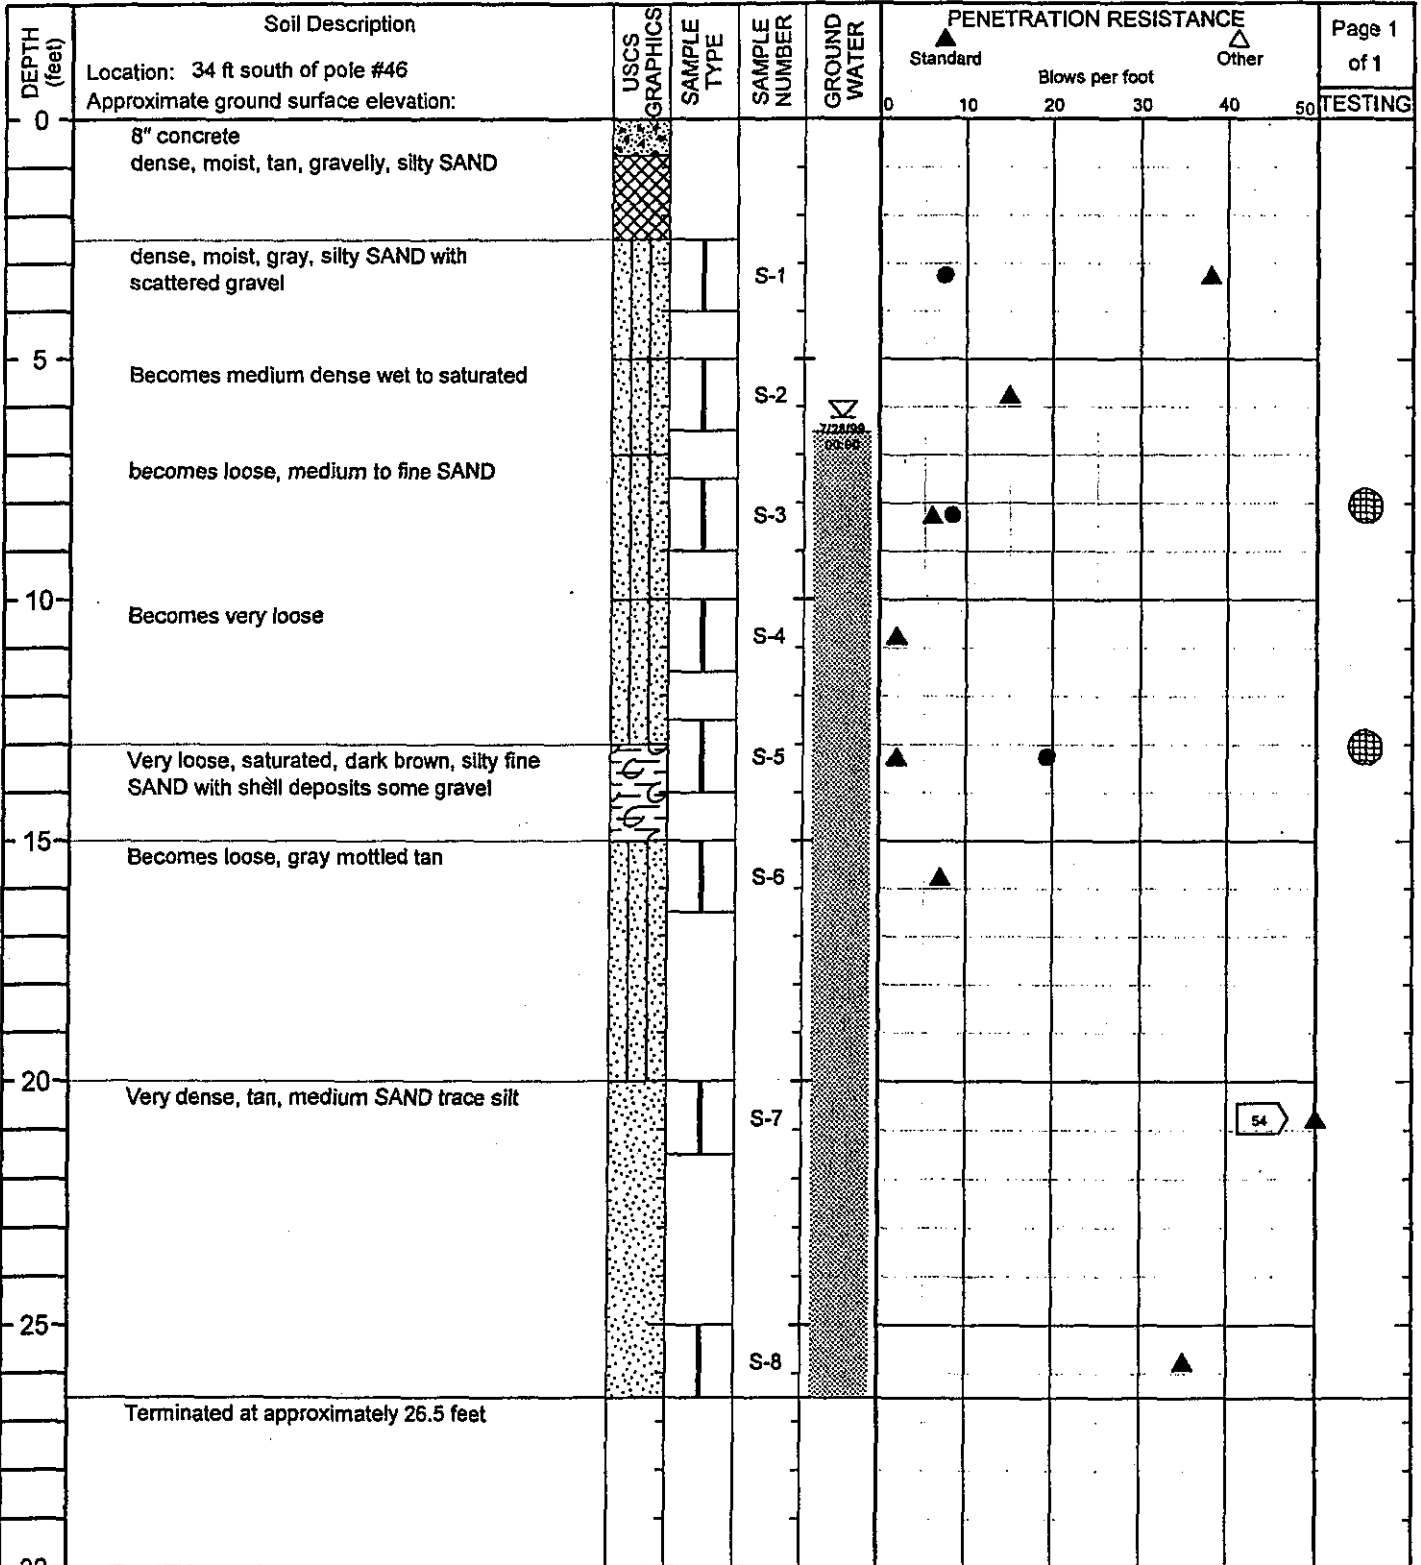 DEPTH
(feet)
Soil Description
Location: 34 ft south of pole #46
Approximate ground surface elevation:
USCS
GRAPHICS
SAMPLE
TYPE
SAMPLE
NUMBER
GROUND
WATER
PENETRATION RESISTANCE
Standard
Other
Blows per foot
0 10 20 30 40 50
Page 1
of 1
TESTING
0
8" concrete
dense, moist, tan, gravelly, silty SAND
dense, moist, gray, silty SAND with
scattered gravel
S-1
5
Becomes medium dense wet to saturated
S-2
7/28/99
becomes loose, medium to fine SAND
S-3
10
Becomes very loose
S-4
Very loose, saturated, dark brown, silty fine
SAND with shell deposits some gravel
S-5
15
Becomes loose, gray mottled tan
S-6
20
Very dense, tan, medium SAND trace silt
S-7
54
25
S-8
Terminated at approximately 26.5 feet